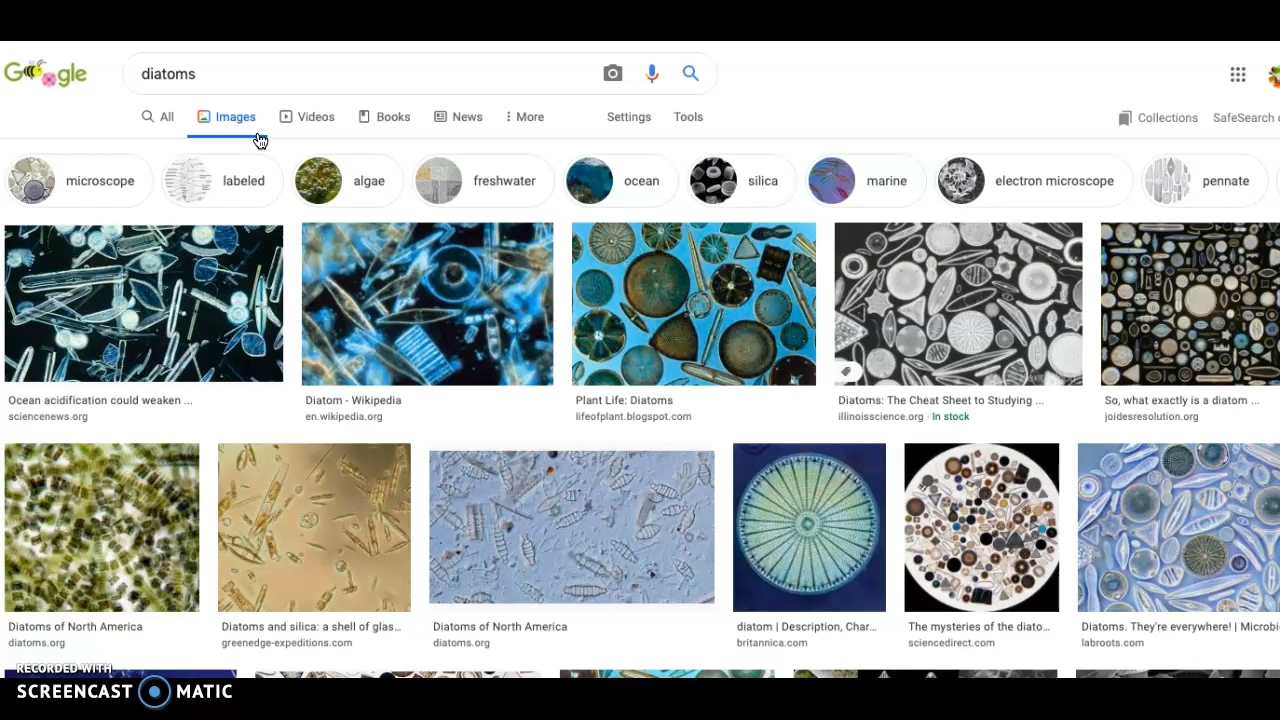 Google
diatoms
All Images Videos Books News More Settings Tools Collections SafeSearch
microscope labeled algae freshwater ocean silica marine electron microscope pennate
Ocean acidification could weaken ... Diatom - Wikipedia Plant Life: Diatoms Diatoms: The Cheat Sheet to Studying ... So, what exactly is a diatom ...
sciencenews.org en.wikipedia.org lifeofplant.blogspot.com illinoisscience.org · In stock joidesresolution.org
Diatoms of North America Diatoms and silica: a shell of glas... Diatoms of North America diatom | Description, Char... The mysteries of the diato... Diatoms. They're everywhere! | Microbi
diatoms.org greenedge-expeditions.com diatoms.org britannica.com sciencedirect.com labroots.com
RECORDED WITH
SCREENCAST MATIC